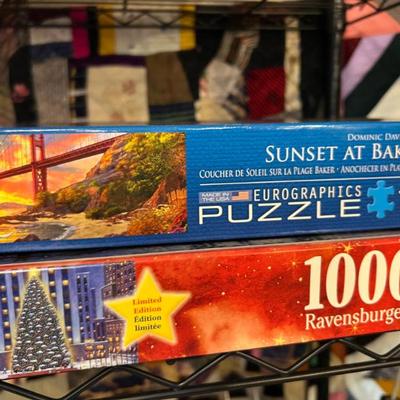 DOMINIC DAV
SUNSET AT BAK
COUCHER DE SOLEIL SUR LA PLAGE BAKER • ANOCHECER EN PLA
MADE IN
THE USA
EUROGRAPHICS
PUZZLE
Limited
Edition
Édition
limitée
1000
Ravensburge